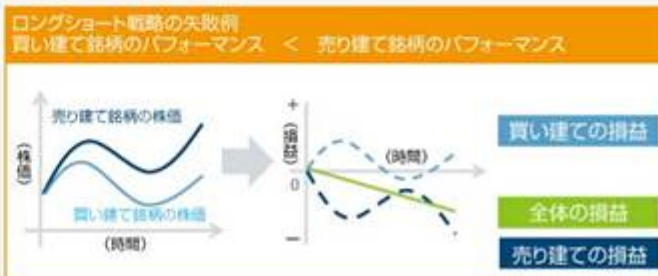 ロングショート戦略の失敗例
買い建て銘柄のパフォーマンス ＜ 売り建て銘柄のパフォーマンス
売り建て銘柄の株価
(株価)
買い建て銘柄の株価
(時間)
+
(損益)
0
−
(時間)
買い建ての損益
全体の損益
売り建ての損益